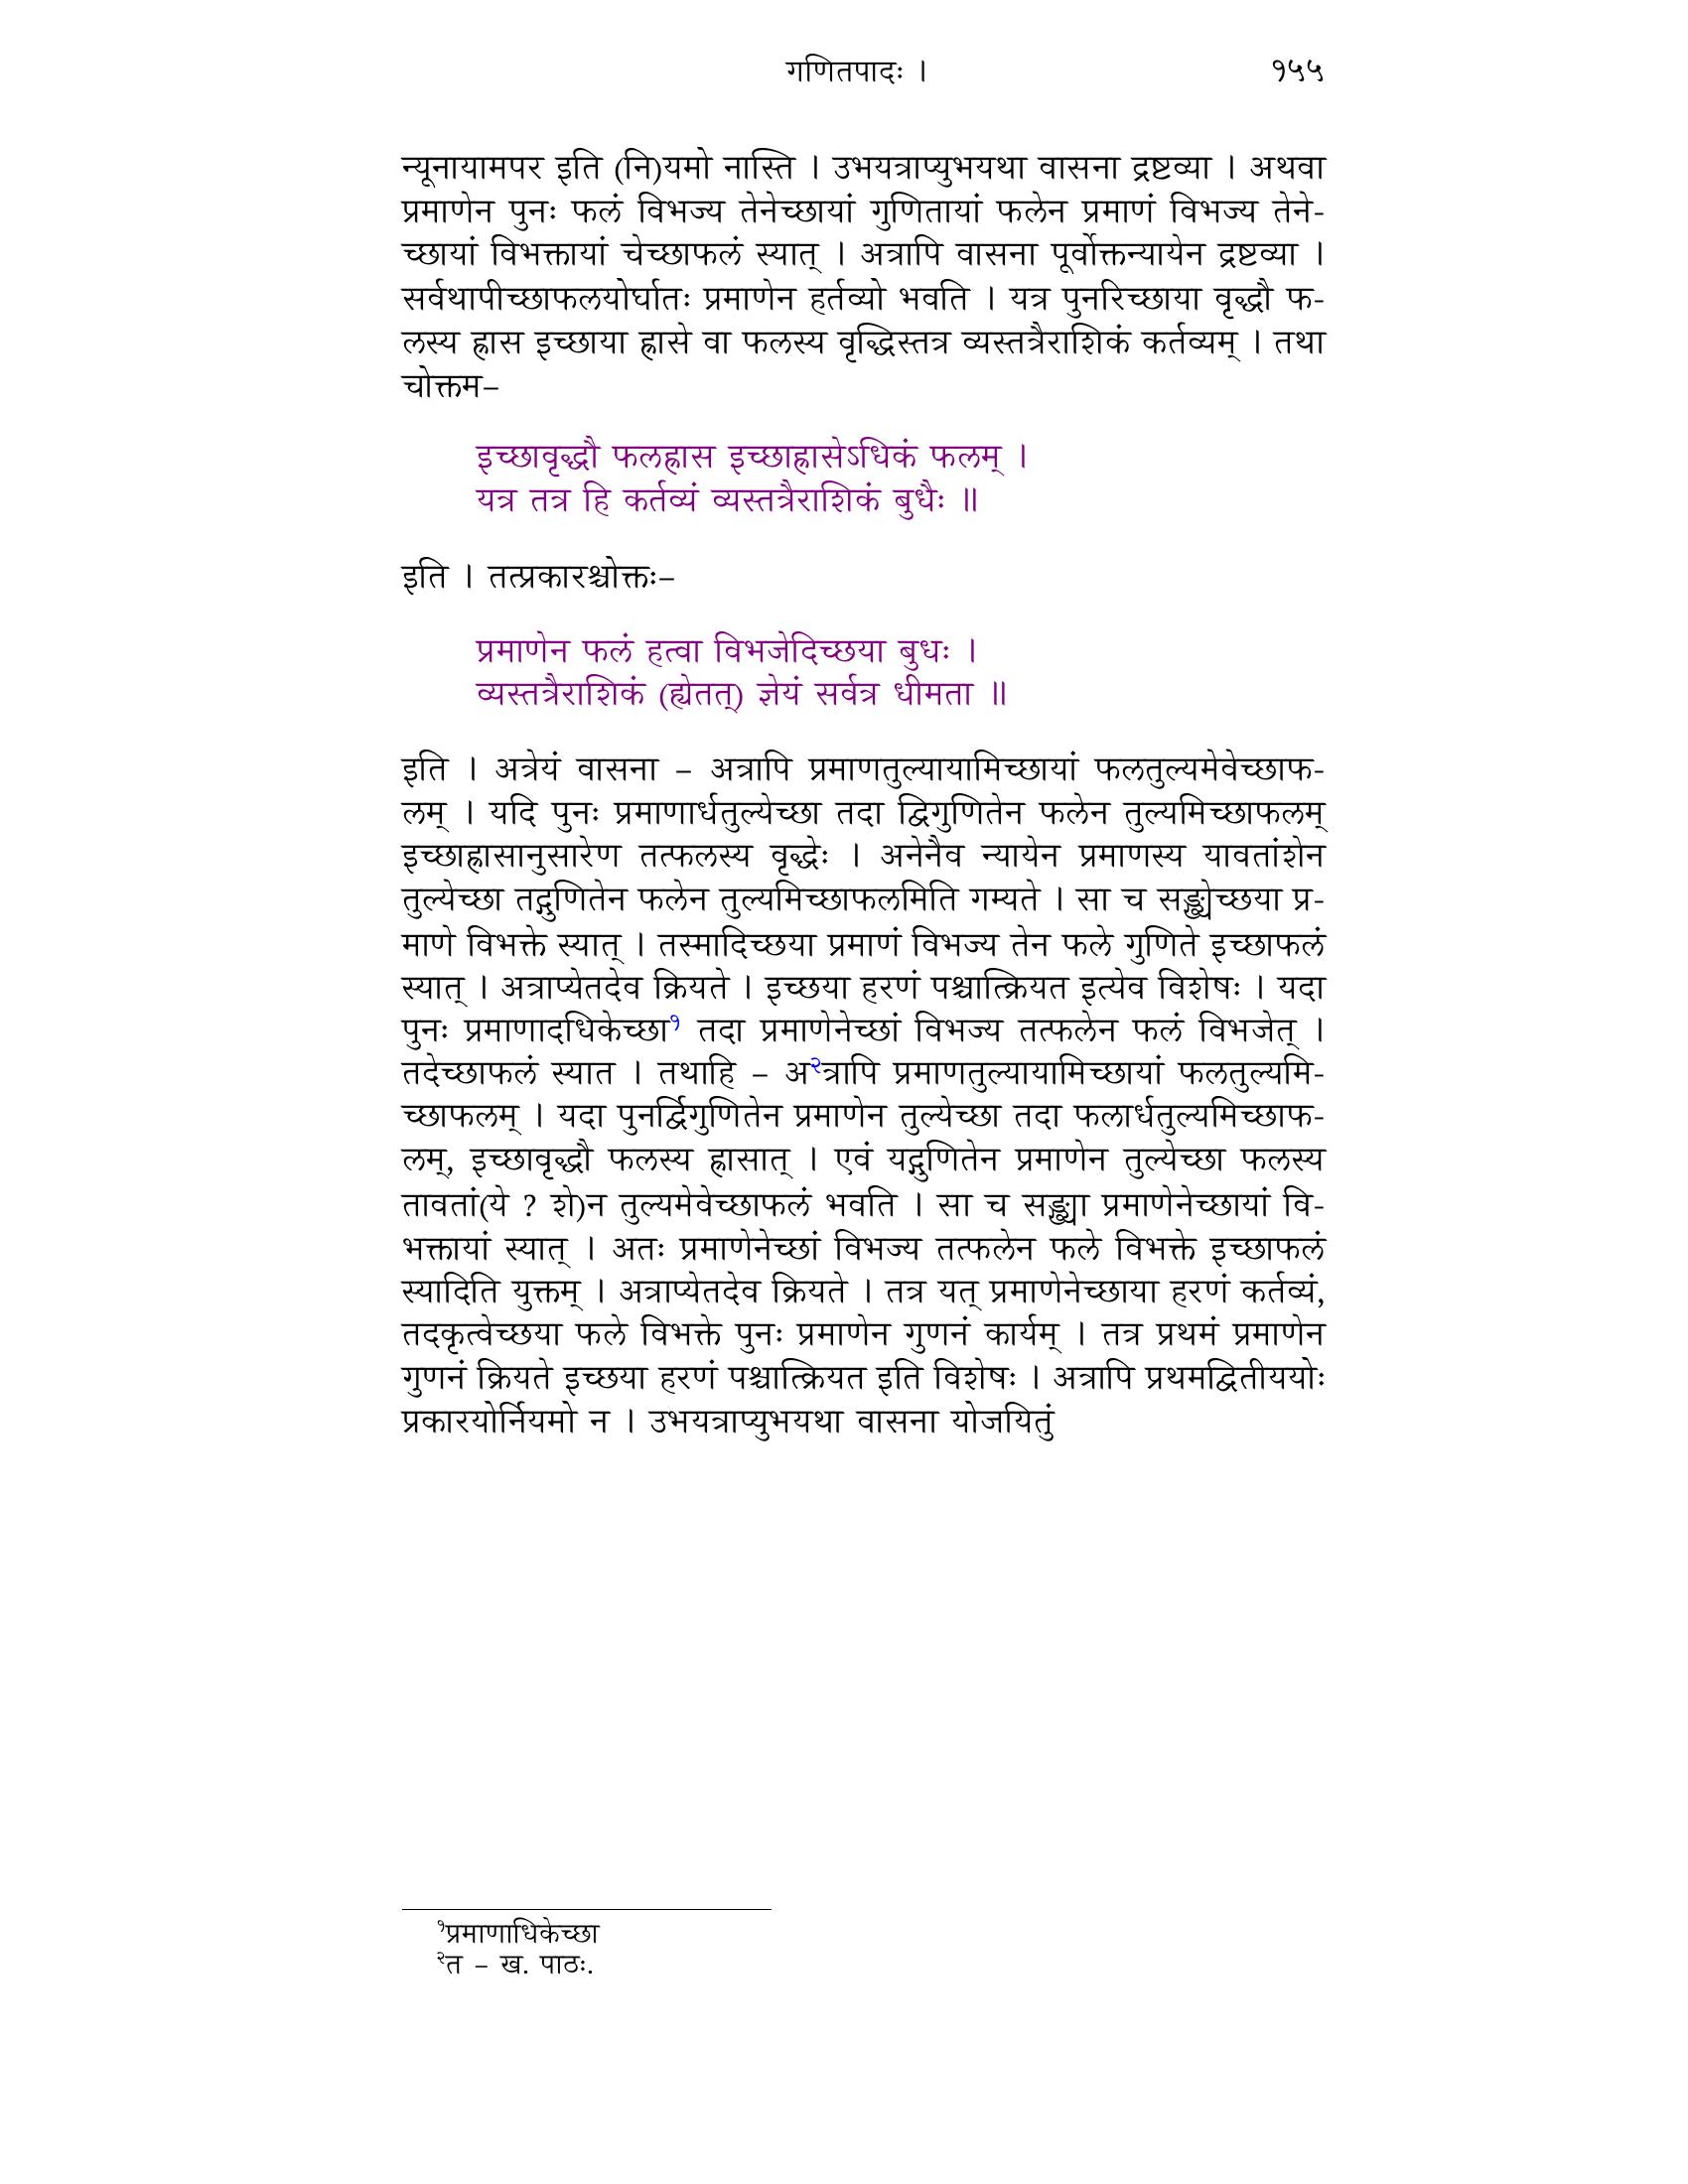 गणितपादः । १५५
न्यूनायामपर इति (नि)यमो नास्ति । उभयत्राप्युभयथा वासना द्रष्टव्या । अथवा
प्रमाणेन पुनः फलं विभज्य तेनेच्छायां गुणितायां फलेन प्रमाणं विभज्य तेने-
च्छायां विभक्तायां चेच्छाफलं स्यात् । अत्रापि वासना पूर्वोक्तन्यायेन द्रष्टव्या ।
सर्वथापीच्छाफलयोर्घातः प्रमाणेन हर्तव्यो भवति । यत्र पुनरिच्छाया वृद्धौ फ-
लस्य ह्रास इच्छाया ह्रासे वा फलस्य वृद्धिस्तत्र व्यस्तत्रैराशिकं कर्तव्यम् । तथा
चोक्तम–
इच्छावृद्धौ फलह्रास इच्छाह्रासेऽधिकं फलम् ।
यत्र तत्र हि कर्तव्यं व्यस्तत्रैराशिकं बुधैः ॥
इति । तत्प्रकारश्चोक्तः–
प्रमाणेन फलं हत्वा विभजेदिच्छया बुधः ।
व्यस्तत्रैराशिकं (ह्येतत्) ज्ञेयं सर्वत्र धीमता ॥
इति । अत्रेयं वासना – अत्रापि प्रमाणतुल्यायामिच्छायां फलतुल्यमेवेच्छाफ-
लम् । यदि पुनः प्रमाणार्धतुल्येच्छा तदा द्विगुणितेन फलेन तुल्यमिच्छाफलम्
इच्छाह्रासानुसारेण तत्फलस्य वृद्धेः । अनेनैव न्यायेन प्रमाणस्य यावतांशेन
तुल्येच्छा तद्गुणितेन फलेन तुल्यमिच्छाफलमिति गम्यते । सा च सङ्ख्येच्छया प्र-
माणे विभक्ते स्यात् । तस्मादिच्छया प्रमाणं विभज्य तेन फले गुणिते इच्छाफलं
स्यात् । अत्राप्येतदेव क्रियते । इच्छया हरणं पश्चात्क्रियत इत्येव विशेषः । यदा
पुनः प्रमाणादधिकेच्छा१ तदा प्रमाणेनेच्छां विभज्य तत्फलेन फलं विभजेत् ।
तदेच्छाफलं स्यात । तथाहि – अ२त्रापि प्रमाणतुल्यायामिच्छायां फलतुल्यमि-
च्छाफलम् । यदा पुनर्द्विगुणितेन प्रमाणेन तुल्येच्छा तदा फलार्धतुल्यमिच्छाफ-
लम्, इच्छावृद्धौ फलस्य ह्रासात् । एवं यद्गुणितेन प्रमाणेन तुल्येच्छा फलस्य
तावतां(ये ? शे)न तुल्यमेवेच्छाफलं भवति । सा च सङ्ख्या प्रमाणेनेच्छायां वि-
भक्तायां स्यात् । अतः प्रमाणेनेच्छां विभज्य तत्फलेन फले विभक्ते इच्छाफलं
स्यादिति युक्तम् । अत्राप्येतदेव क्रियते । तत्र यत् प्रमाणेनेच्छाया हरणं कर्तव्यं,
तदकृत्वेच्छया फले विभक्ते पुनः प्रमाणेन गुणनं कार्यम् । तत्र प्रथमं प्रमाणेन
गुणनं क्रियते इच्छया हरणं पश्चात्क्रियत इति विशेषः । अत्रापि प्रथमद्वितीययोः
प्रकारयोर्नियमो न । उभयत्राप्युभयथा वासना योजयितुं
१प्रमाणाधिकेच्छा
२त – ख. पाठः.